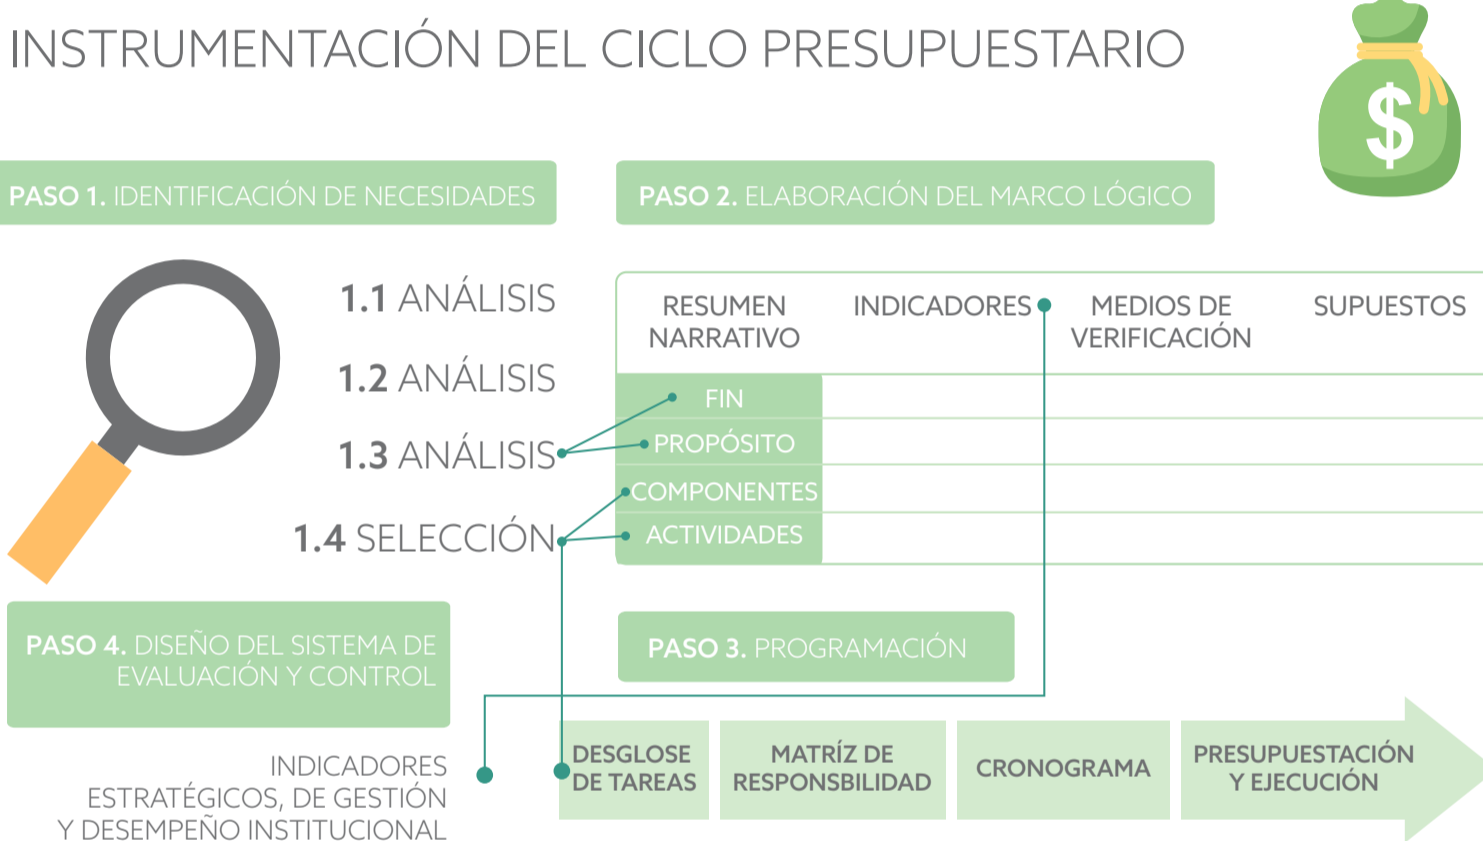 INSTRUMENTACIÓN DEL CICLO PRESUPUESTARIO
$
PASO 1. IDENTIFICACIÓN DE NECESIDADES
1.1 ANÁLISIS
1.2 ANÁLISIS
1.3 ANÁLISIS
1.4 SELECCIÓN
PASO 2. ELABORACIÓN DEL MARCO LÓGICO
RESUMEN
NARRATIVO
INDICADORES
MEDIOS DE
VERIFICACIÓN
SUPUESTOS
FIN
PROPÓSITO
COMPONENTES
ACTIVIDADES
PASO 3. PROGRAMACIÓN
DESGLOSE
DE TAREAS
MATRÍZ DE
RESPONSBILIDAD
CRONOGRAMA
PRESUPUESTACIÓN
Y EJECUCIÓN
PASO 4. DISEÑO DEL SISTEMA DE
EVALUACIÓN Y CONTROL
INDICADORES
ESTRATÉGICOS, DE GESTIÓN
Y DESEMPEÑO INSTITUCIONAL